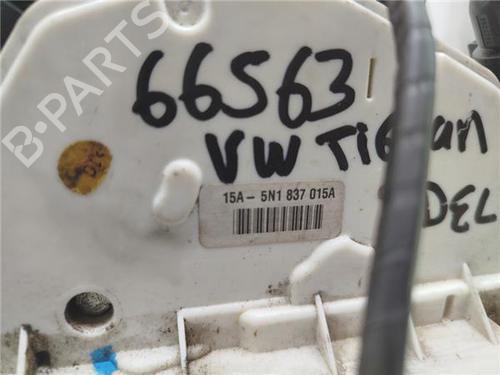 B-PARTS
66563
VW TIGUAN
15A- 5N1 837 015A
DEL